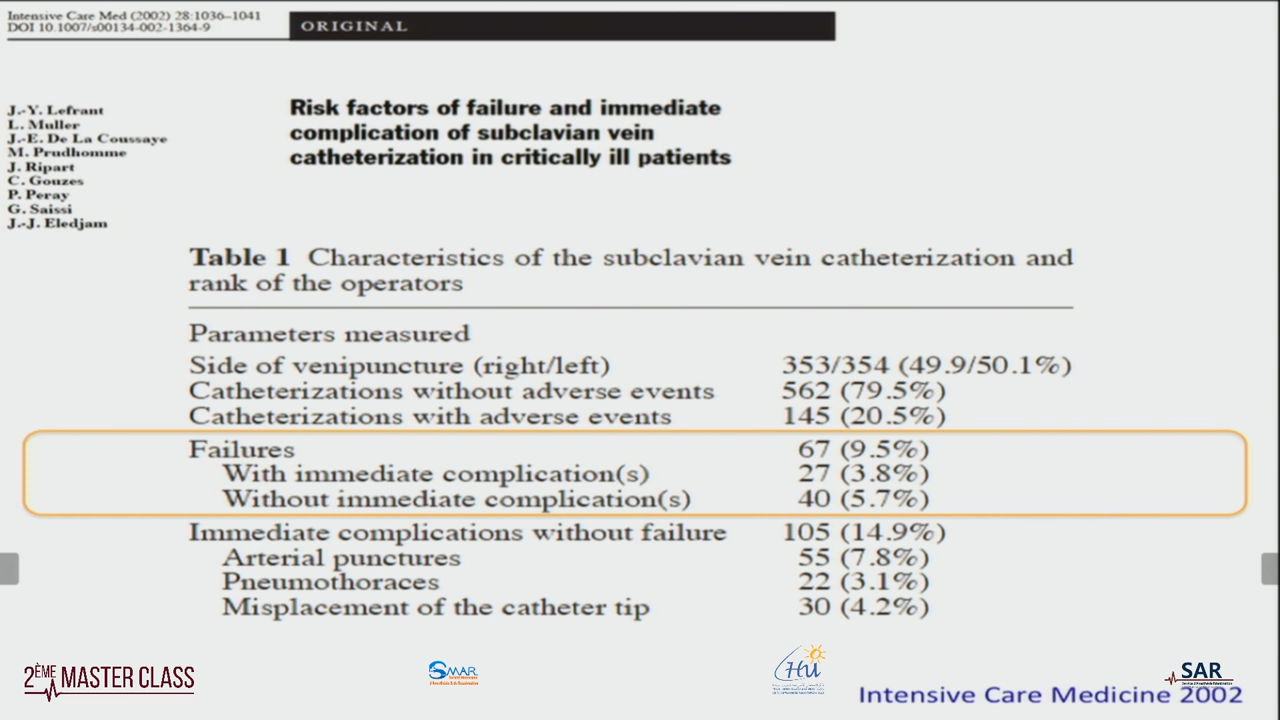 Intensive Care Med (2002) 28:1036–1041
DOI 10.1007/s00134-002-1364-9
ORIGINAL
J.-Y. Lefrant
L. Muller
J.-E. De La Coussaye
M. Prudhomme
J. Ripart
C. Gouzes
P. Peray
G. Saissi
J.-J. Eledjam
Risk factors of failure and immediate
complication of subclavian vein
catheterization in critically ill patients
Table 1 Characteristics of the subclavian vein catheterization and
rank of the operators
Parameters measured
Side of venipuncture (right/left) 353/354 (49.9/50.1%)
Catheterizations without adverse events 562 (79.5%)
Catheterizations with adverse events 145 (20.5%)
Failures 67 (9.5%)
With immediate complication(s) 27 (3.8%)
Without immediate complication(s) 40 (5.7%)
Immediate complications without failure 105 (14.9%)
Arterial punctures 55 (7.8%)
Pneumothoraces 22 (3.1%)
Misplacement of the catheter tip 30 (4.2%)
2ÈME MASTER CLASS
SMAR
CHU
SAR
Intensive Care Medicine 2002